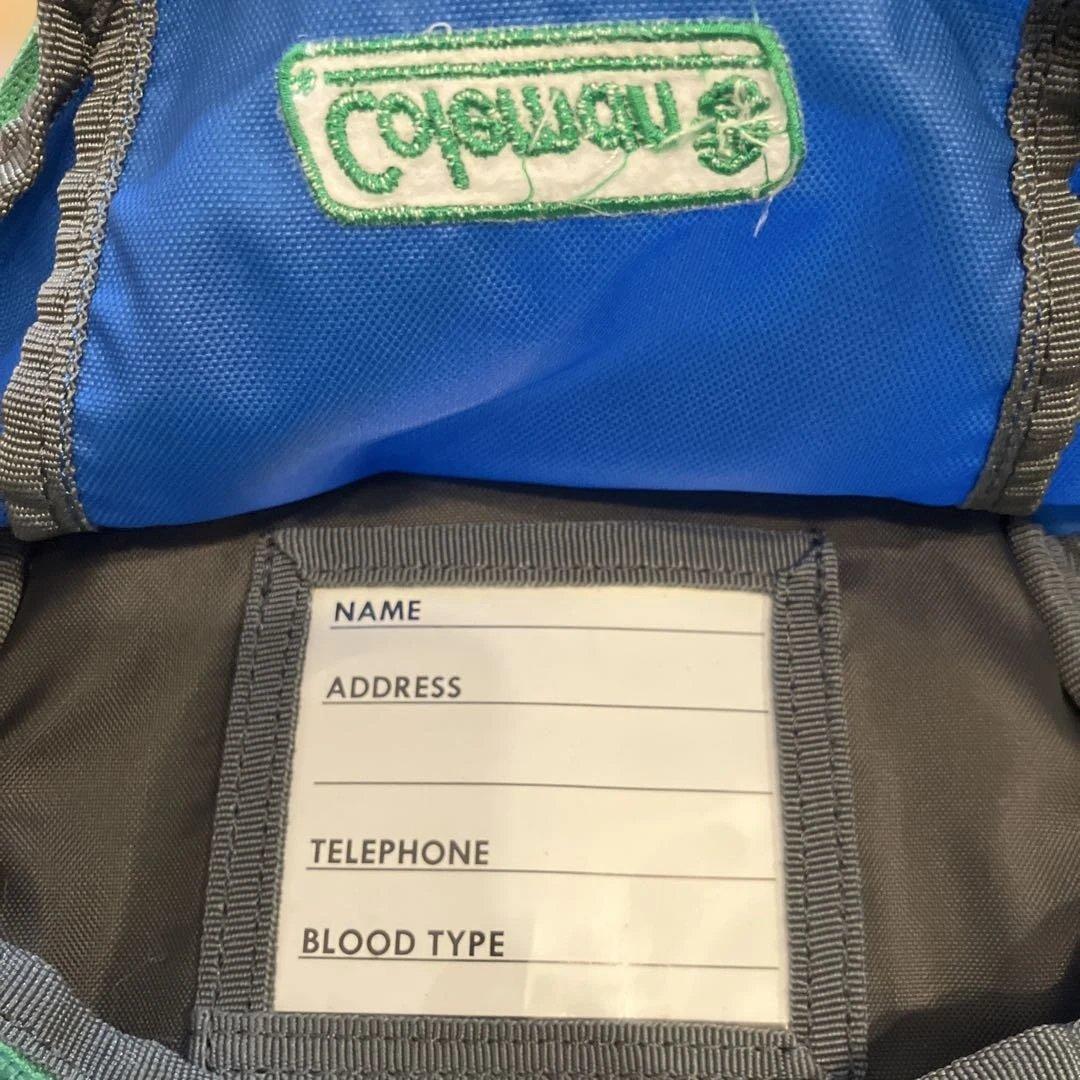 Coleman
NAME
ADDRESS
TELEPHONE
BLOOD TYPE